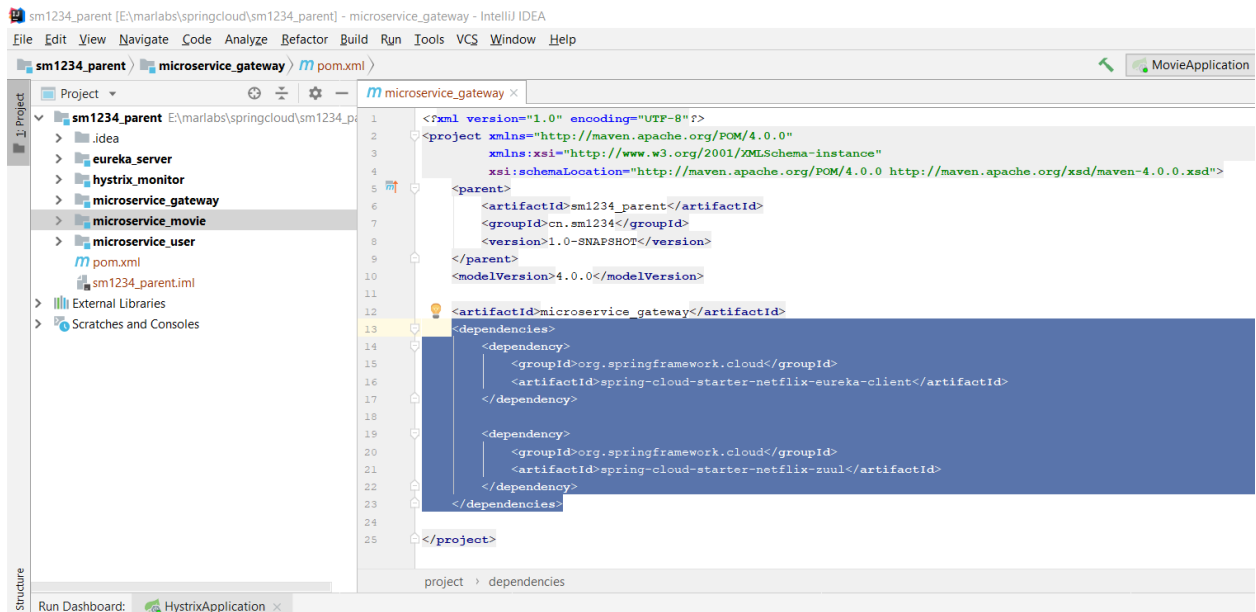 sm1234_parent [E:\marlabs\springcloud\sm1234_parent] - microservice_gateway - IntelliJ IDEA
File Edit View Navigate Code Analyze Refactor Build Run Tools VCS Window Help
sm1234_parent microservice_gateway m pom.xml MovieApplication
1: Project
Project
m microservice_gateway
sm1234_parent E:\marlabs\springcloud\sm1234_pa
.idea
eureka_server
hystrix_monitor
microservice_gateway
microservice_movie
microservice_user
m pom.xml
sm1234_parent.iml
External Libraries
Scratches and Consoles
1 <?xml version="1.0" encoding="UTF-8"?>
2 <project xmlns="http://maven.apache.org/POM/4.0.0"
3 xmlns:xsi="http://www.w3.org/2001/XMLSchema-instance"
4 xsi:schemaLocation="http://maven.apache.org/POM/4.0.0 http://maven.apache.org/xsd/maven-4.0.0.xsd">
5 m <parent>
6 <artifactId>sm1234_parent</artifactId>
7 <groupId>cn.sm1234</groupId>
8 <version>1.0-SNAPSHOT</version>
9 </parent>
10 <modelVersion>4.0.0</modelVersion>
11
12 <artifactId>microservice_gateway</artifactId>
13 <dependencies>
14 <dependency>
15 <groupId>org.springframework.cloud</groupId>
16 <artifactId>spring-cloud-starter-netflix-eureka-client</artifactId>
17 </dependency>
18
19 <dependency>
20 <groupId>org.springframework.cloud</groupId>
21 <artifactId>spring-cloud-starter-netflix-zuul</artifactId>
22 </dependency>
23 </dependencies>
24
25 </project>
project › dependencies
Structure
Run Dashboard: HystrixApplication